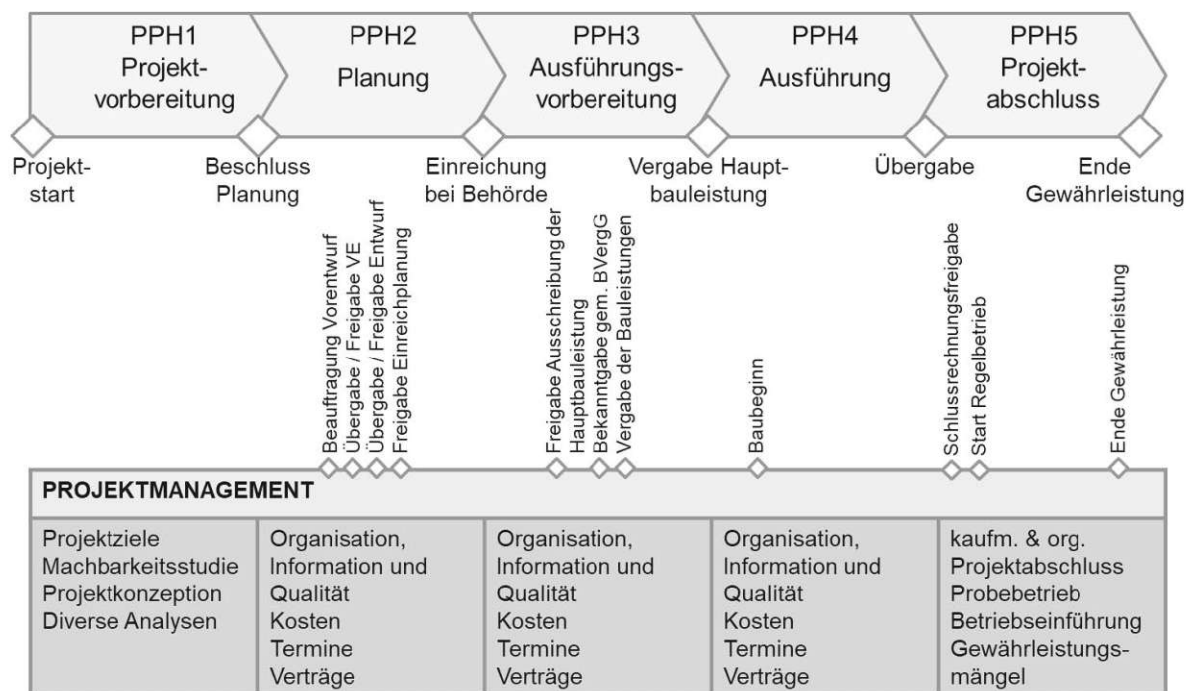 PPH1
Projekt-
vorbereitung
PPH2
Planung
PPH3
Ausführungs-
vorbereitung
PPH4
Ausführung
PPH5
Projekt-
abschluss
Projekt-
start
Beschluss
Planung
Einreichung
bei Behörde
Vergabe Haupt-
bauleistung
Übergabe
Ende
Gewährleistung
Beauftragung Vorentwurf
Übergabe / Freigabe VE
Übergabe / Freigabe Entwurf
Freigabe Einreichplanung
Freigabe Ausschreibung der
Hauptbauleistung
Bekanntgabe gem. BVergG
Vergabe der Bauleistungen
Baubeginn
Schlussrechnungsfreigabe
Start Regelbetrieb
Ende Gewährleistung
PROJEKTMANAGEMENT
Projektziele
Machbarkeitsstudie
Projektkonzeption
Diverse Analysen
Organisation,
Information und
Qualität
Kosten
Termine
Verträge
Organisation,
Information und
Qualität
Kosten
Termine
Verträge
Organisation,
Information und
Qualität
Kosten
Termine
Verträge
kaufm. & org.
Projektabschluss
Probebetrieb
Betriebseinführung
Gewährleistungs-
mängel